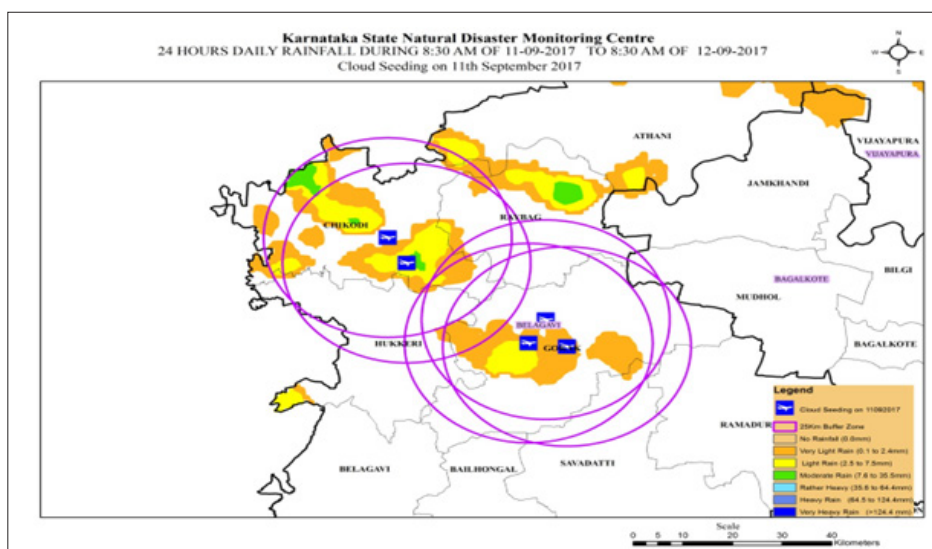 Karnataka State Natural Disaster Monitoring Centre
24 HOURS DAILY RAINFALL DURING 8:30 AM OF 11-09-2017 TO 8:30 AM OF 12-09-2017
Cloud Seeding on 11th September 2017
N
W E
S
ATHANI
VIJAYAPURA
VIJAYAPURA
JAMKHANDI
RAYBAG
CHIKODI
BILGI
BAGALKOTE
MUDHOL
BELAGAVI
HUKKERI
BAGALKOTE
Legend
Cloud Seeding on 11092017
25Km Buffer Zone
No Rainfall (0.0mm)
Very Light Rain (0.1 to 2.4mm)
Light Rain (2.5 to 7.5mm)
Moderate Rain (7.6 to 35.5mm)
Rather Heavy (35.6 to 64.4mm)
Heavy Rain (64.5 to 124.4mm)
Very Heavy Rain (>124.4 mm)
RAMADUR
BELAGAVI
BAILHONGAL
SAVADATTI
Scale
0 5 10 20 30 40
Kilometers